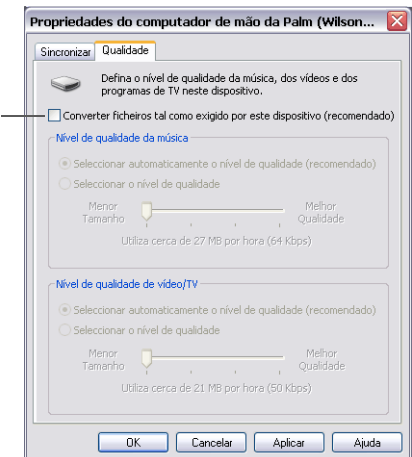 Propriedades do computador de mão da Palm (Wilson...
Sincronizar Qualidade
Defina o nível de qualidade da música, dos vídeos e dos
programas de TV neste dispositivo.
Converter ficheiros tal como exigido por este dispositivo (recomendado)
Nível de qualidade da música
Seleccionar automaticamente o nível de qualidade (recomendado)
Seleccionar o nível de qualidade
Menor Melhor
Tamanho Qualidade
Utiliza cerca de 27 MB por hora (64 Kbps)
Nível de qualidade de vídeo/TV
Seleccionar automaticamente o nível de qualidade (recomendado)
Seleccionar o nível de qualidade
Menor Melhor
Tamanho Qualidade
Utiliza cerca de 21 MB por hora (50 Kbps)
OK Cancelar Aplicar Ajuda